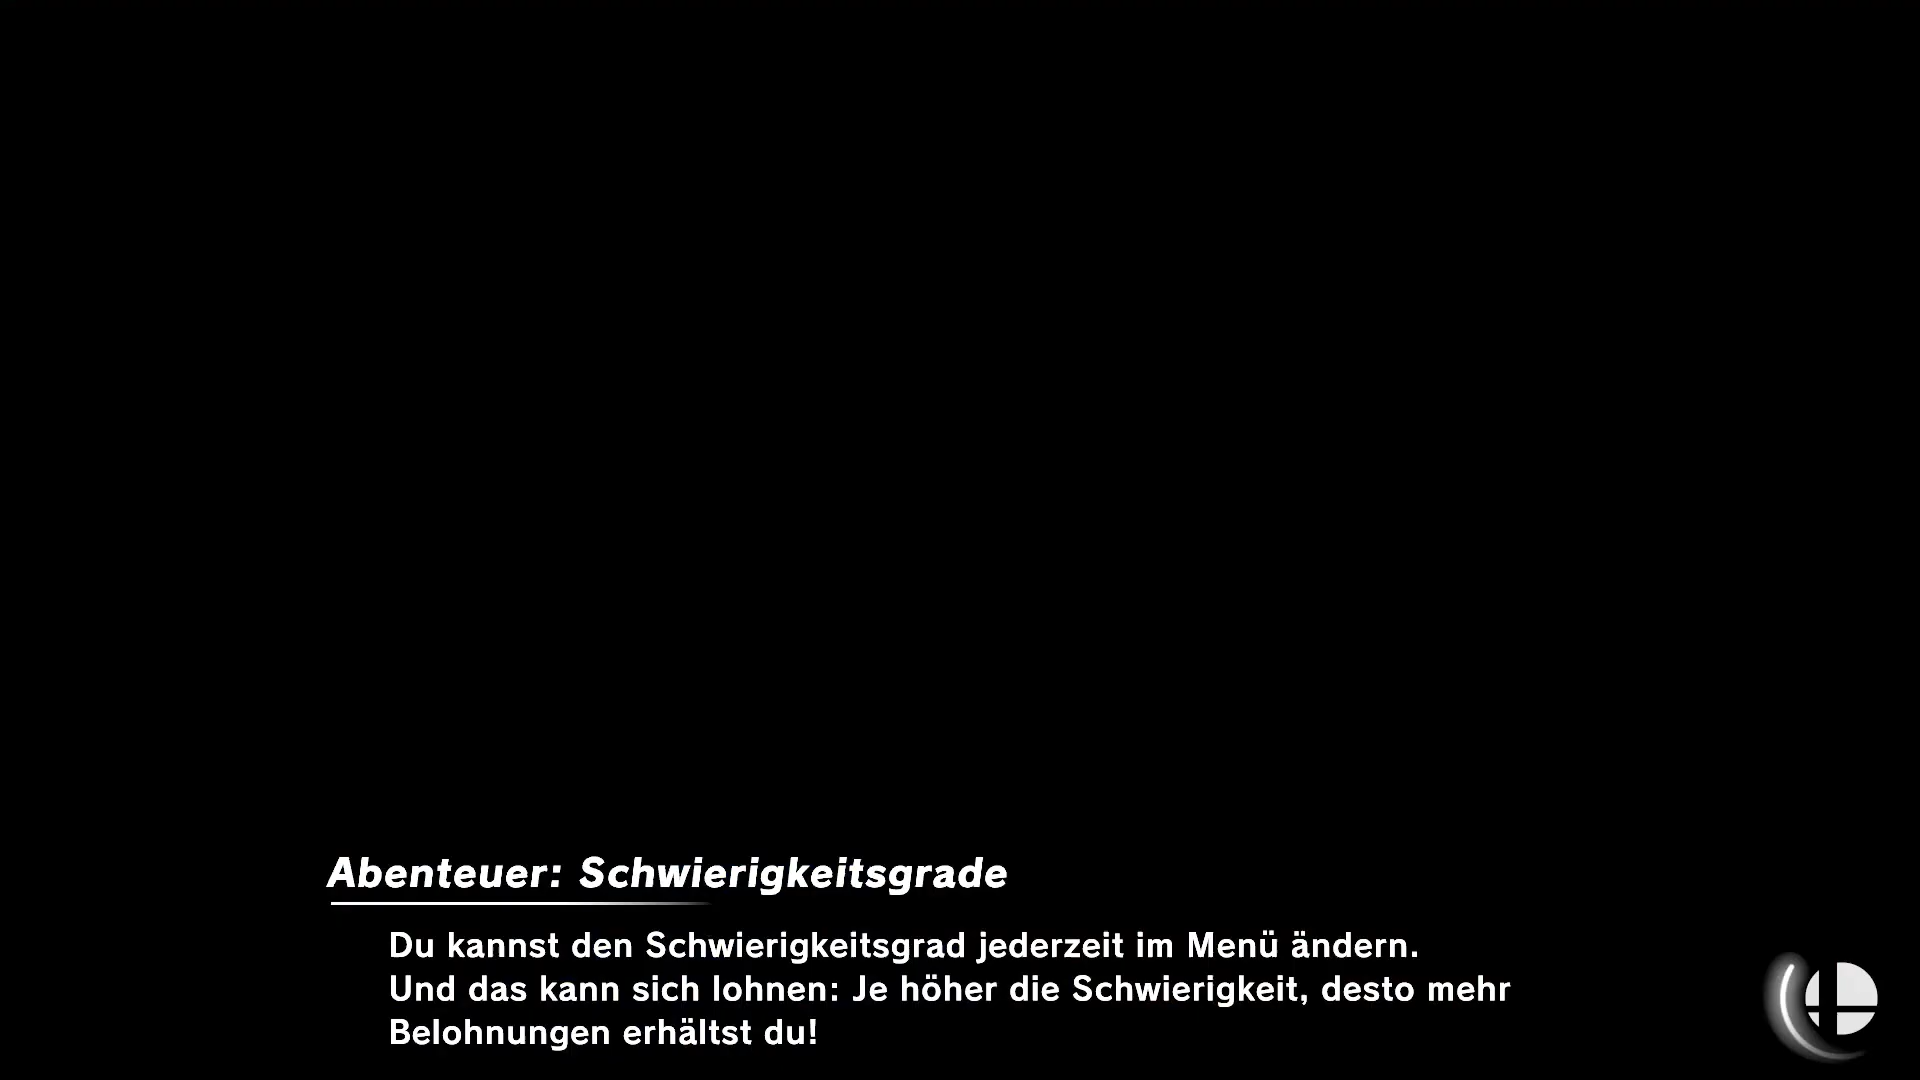 Abenteuer: Schwierigkeitsgrade
Du kannst den Schwierigkeitsgrad jederzeit im Menü ändern.
Und das kann sich lohnen: Je höher die Schwierigkeit, desto mehr
Belohnungen erhältst du!